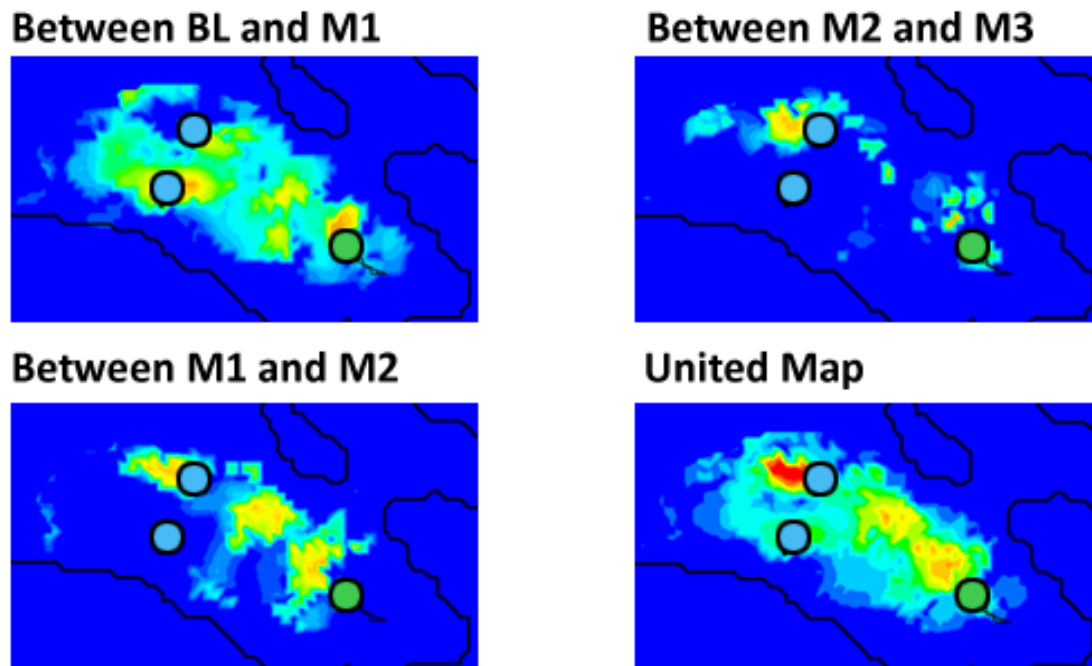 Between BL and M1
Between M2 and M3
Between M1 and M2
United Map